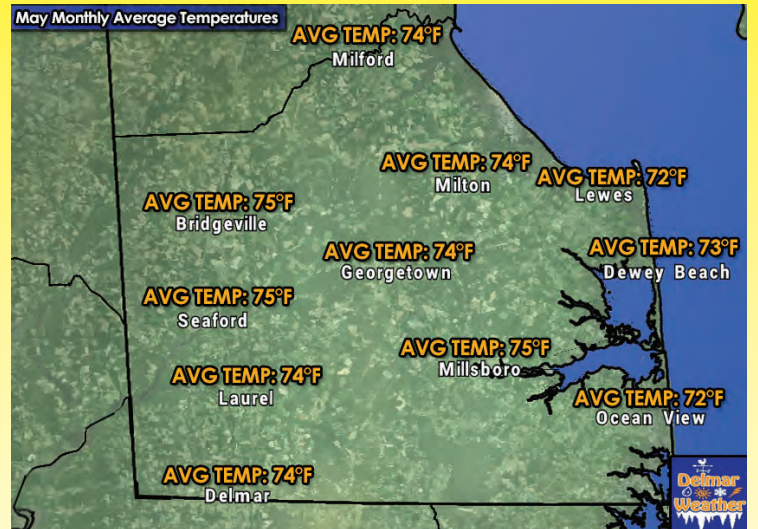 May Monthly Average Temperatures
AVG TEMP: 74°F
Milford
AVG TEMP: 74°F
Milton
AVG TEMP: 72°F
Lewes
AVG TEMP: 75°F
Bridgeville
AVG TEMP: 74°F
Georgetown
AVG TEMP: 73°F
Dewey Beach
AVG TEMP: 75°F
Seaford
AVG TEMP: 75°F
Millsboro
AVG TEMP: 74°F
Laurel
AVG TEMP: 72°F
Ocean View
AVG TEMP: 74°F
Delmar
Delmar
Weather